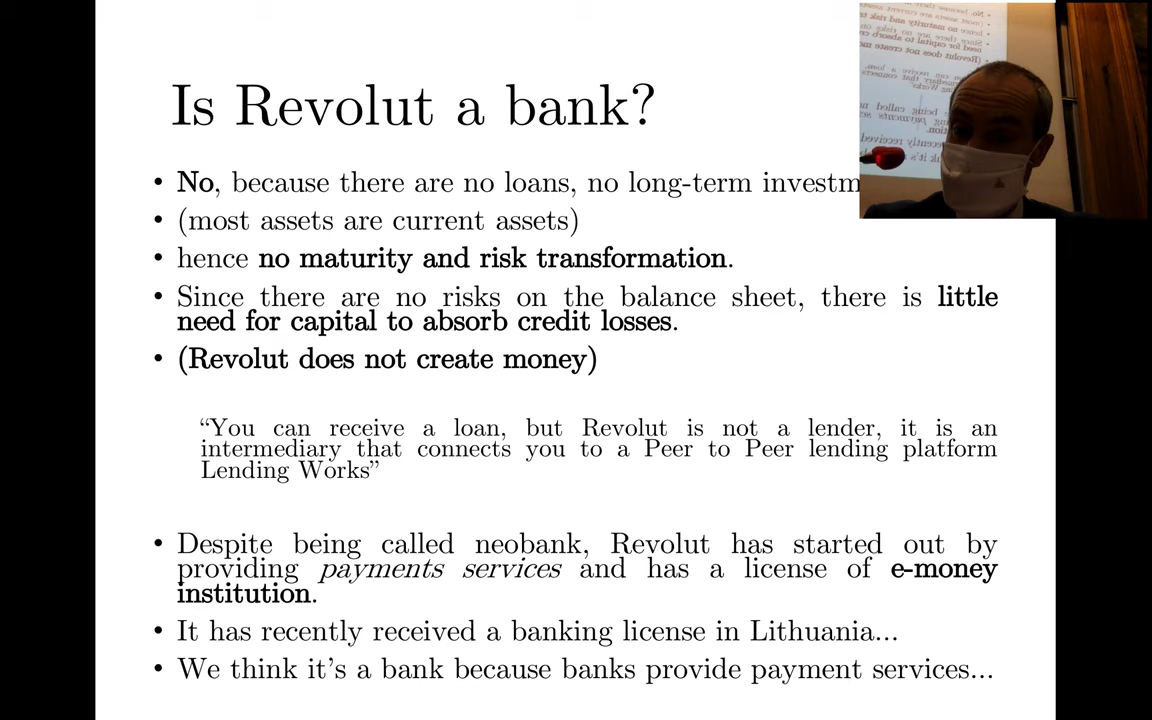 Is Revolut a bank?
• No, because there are no loans, no long-term investm
• (most assets are current assets)
• hence no maturity and risk transformation.
• Since there are no risks on the balance sheet, there is little
need for capital to absorb credit losses.
• (Revolut does not create money)
“You can receive a loan, but Revolut is not a lender, it is an
intermediary that connects you to a Peer to Peer lending platform
Lending Works”
• Despite being called neobank, Revolut has started out by
providing payments services and has a license of e-money
institution.
• It has recently received a banking license in Lithuania...
• We think it’s a bank because banks provide payment services...